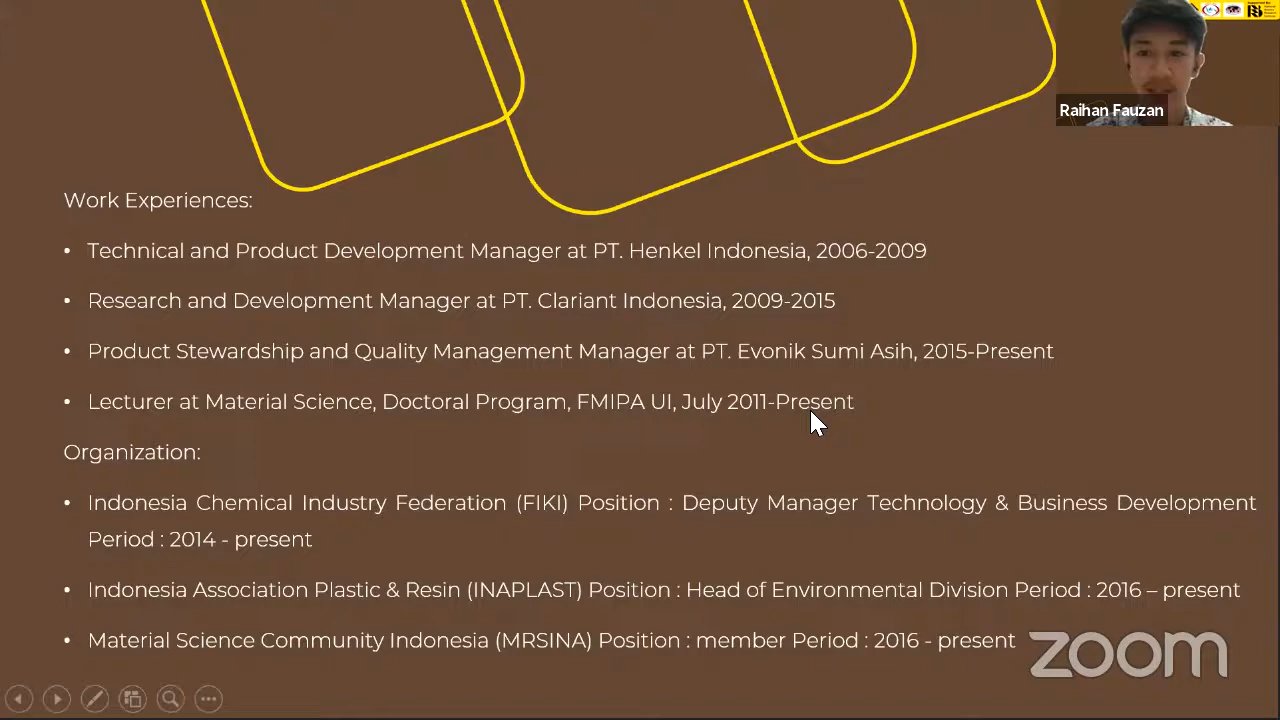 Raihan Fauzan
Work Experiences:
• Technical and Product Development Manager at PT. Henkel Indonesia, 2006-2009
• Research and Development Manager at PT. Clariant Indonesia, 2009-2015
• Product Stewardship and Quality Management Manager at PT. Evonik Sumi Asih, 2015-Present
• Lecturer at Material Science, Doctoral Program, FMIPA UI, July 2011-Present
Organization:
• Indonesia Chemical Industry Federation (FIKI) Position : Deputy Manager Technology & Business Development
Period : 2014 - present
• Indonesia Association Plastic & Resin (INAPLAST) Position : Head of Environmental Division Period : 2016 – present
• Material Science Community Indonesia (MRSINA) Position : member Period : 2016 - present
zoom